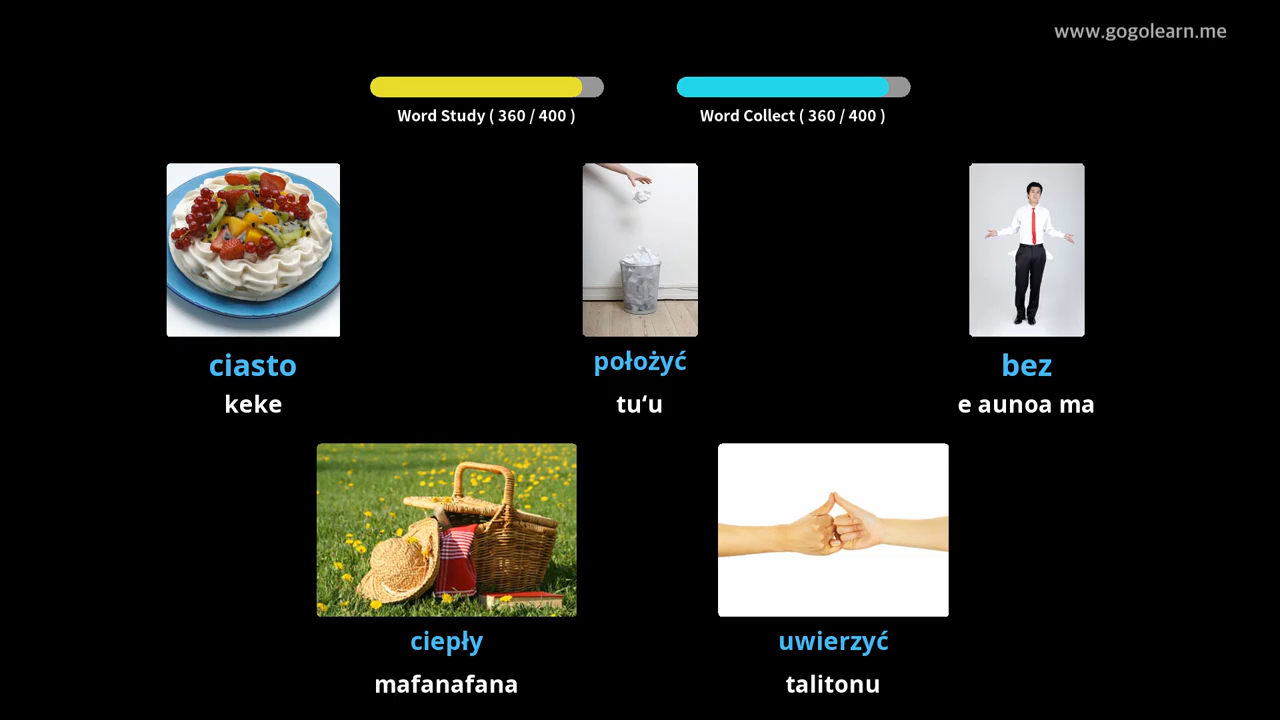 www.gogolearn.me
Word Study ( 360 / 400 )
Word Collect ( 360 / 400 )
ciasto
keke
położyć
tuʻu
bez
e aunoa ma
ciepły
mafanafana
uwierzyć
talitonu